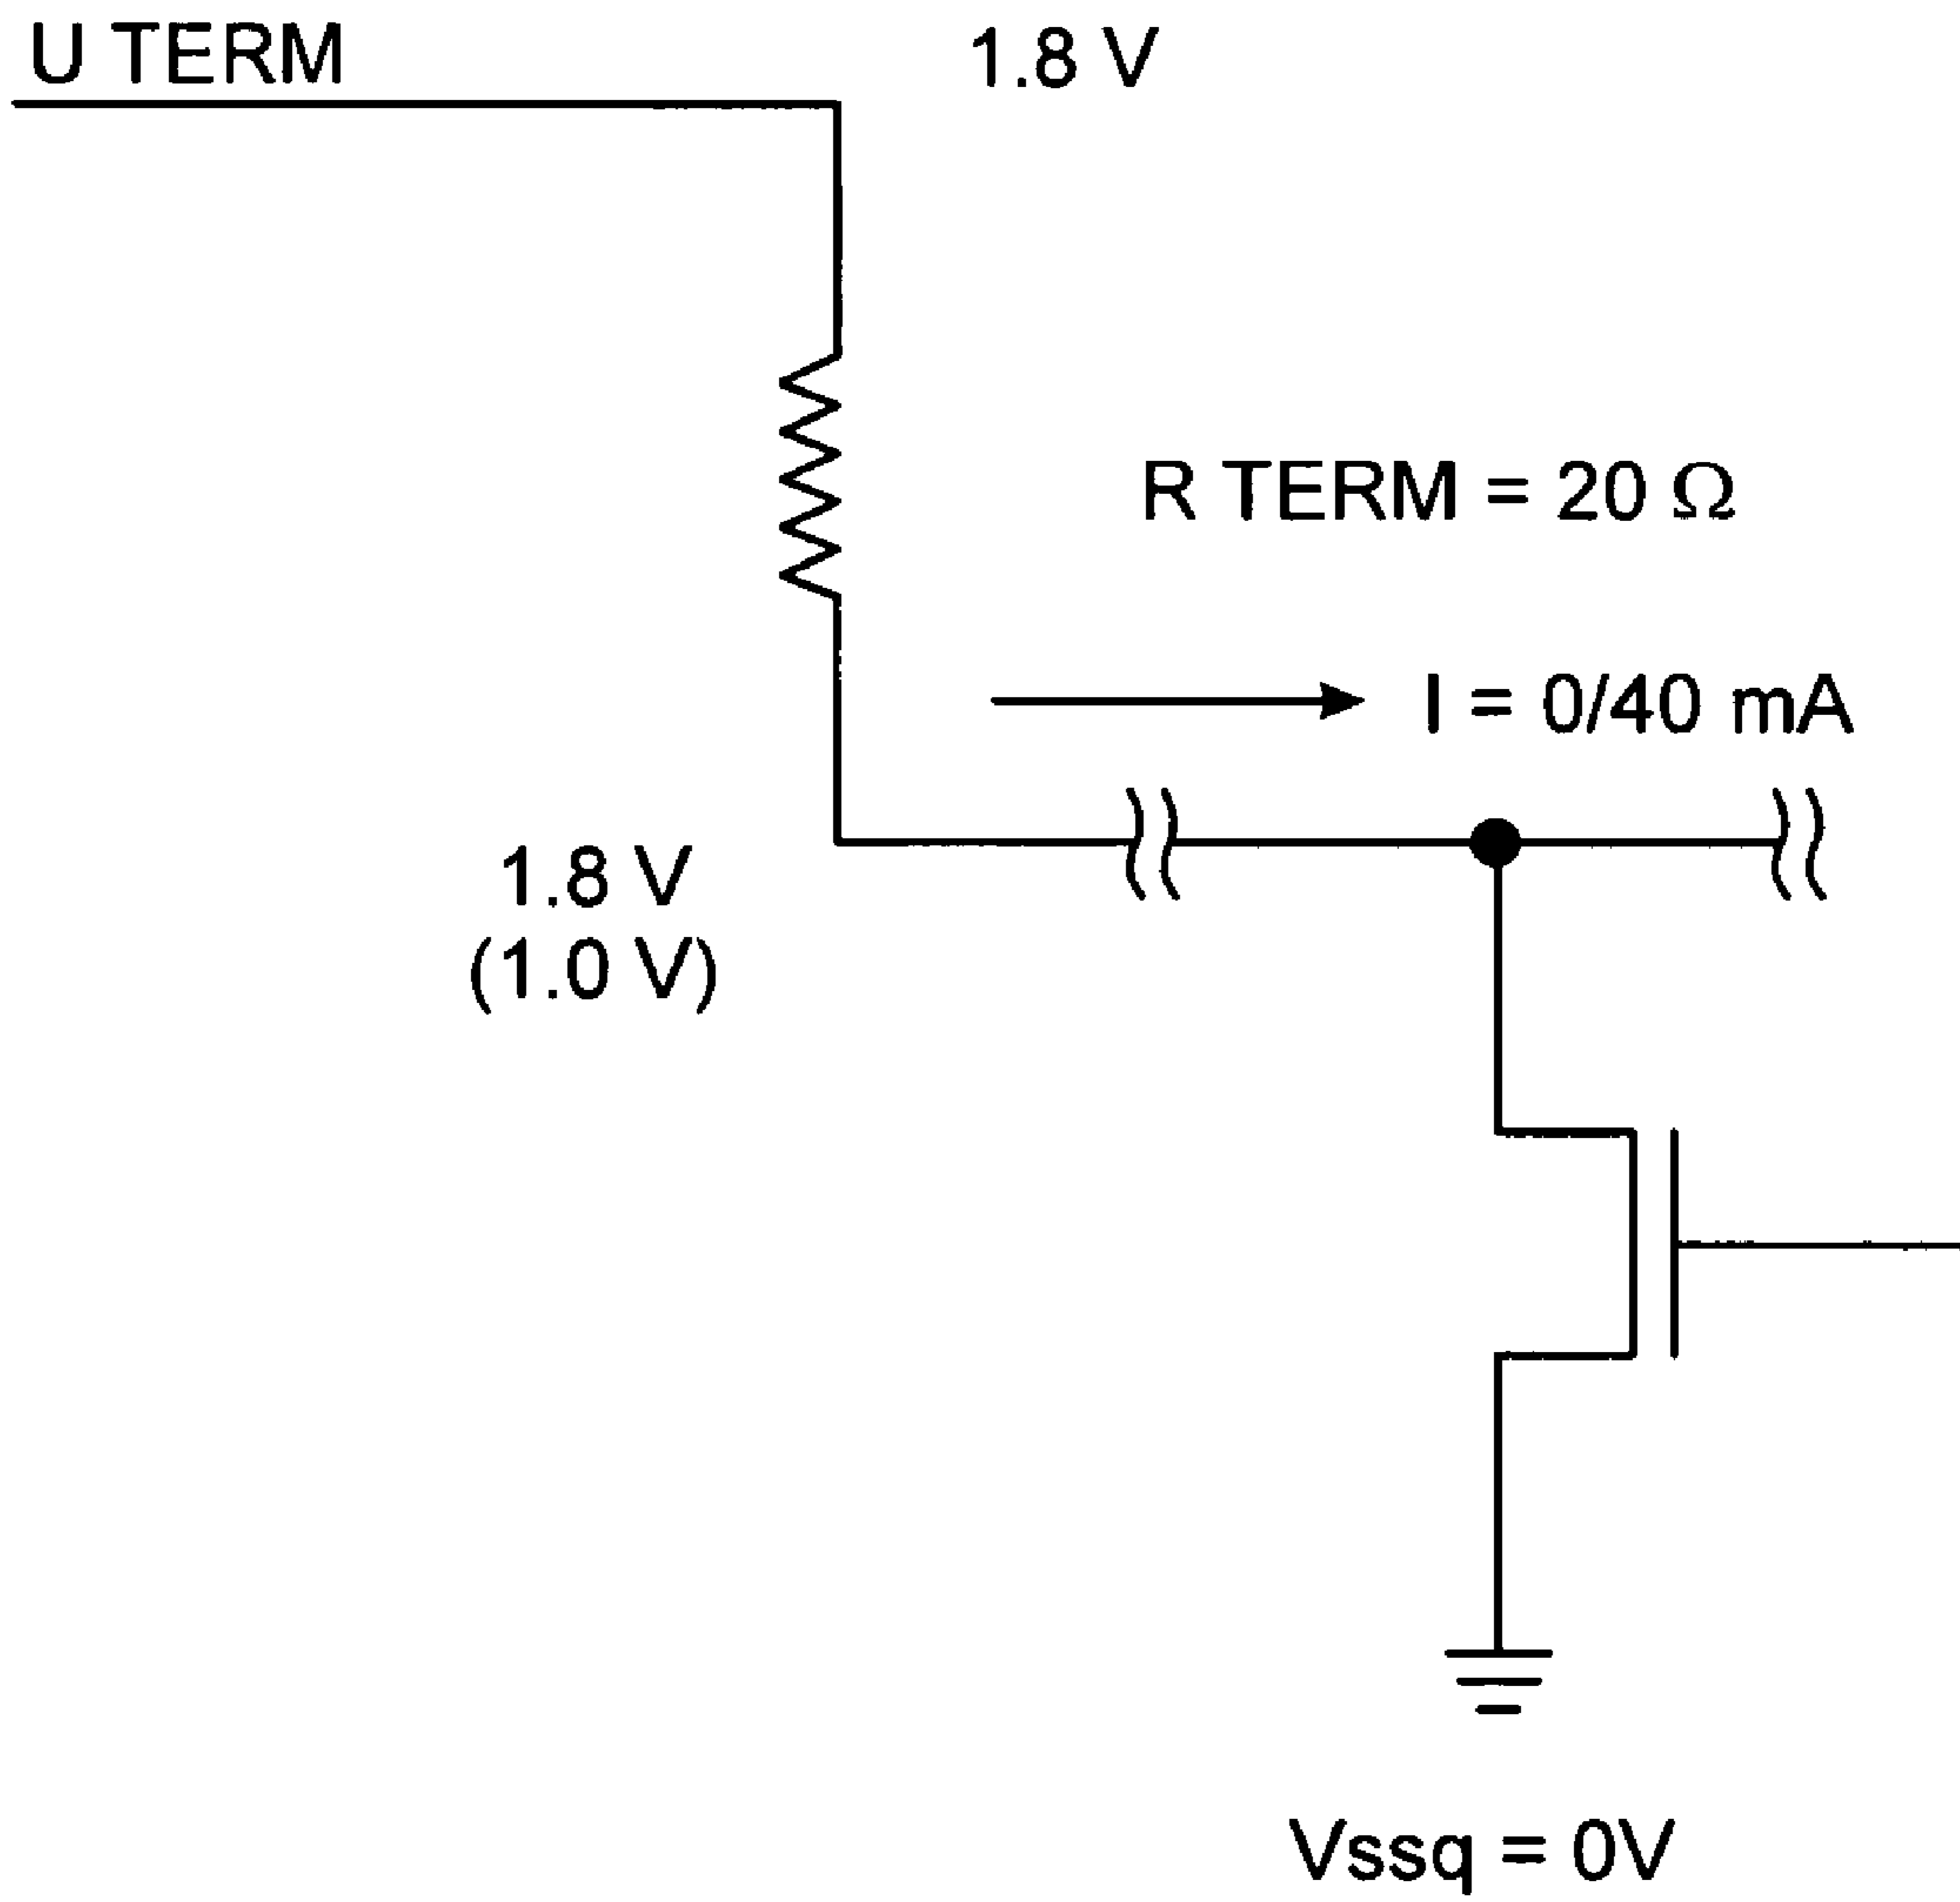 U TERM
1.8 V
R TERM = 20 Ω
I = 0/40 mA
1.8 V
(1.0 V)
Vssq = 0V